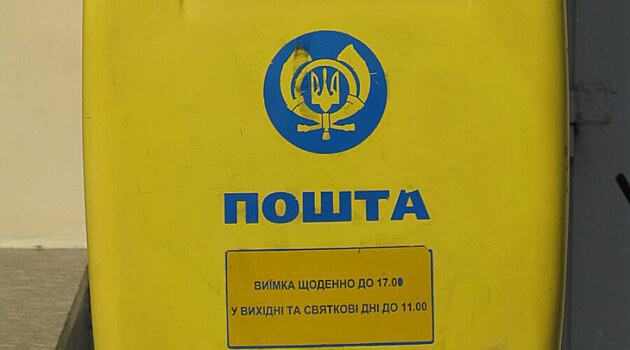 ПОШТА
ВИЇМКА ЩОДЕННО ДО 17.00
У ВИХІДНІ ТА СВЯТКОВІ ДНІ ДО 11.00